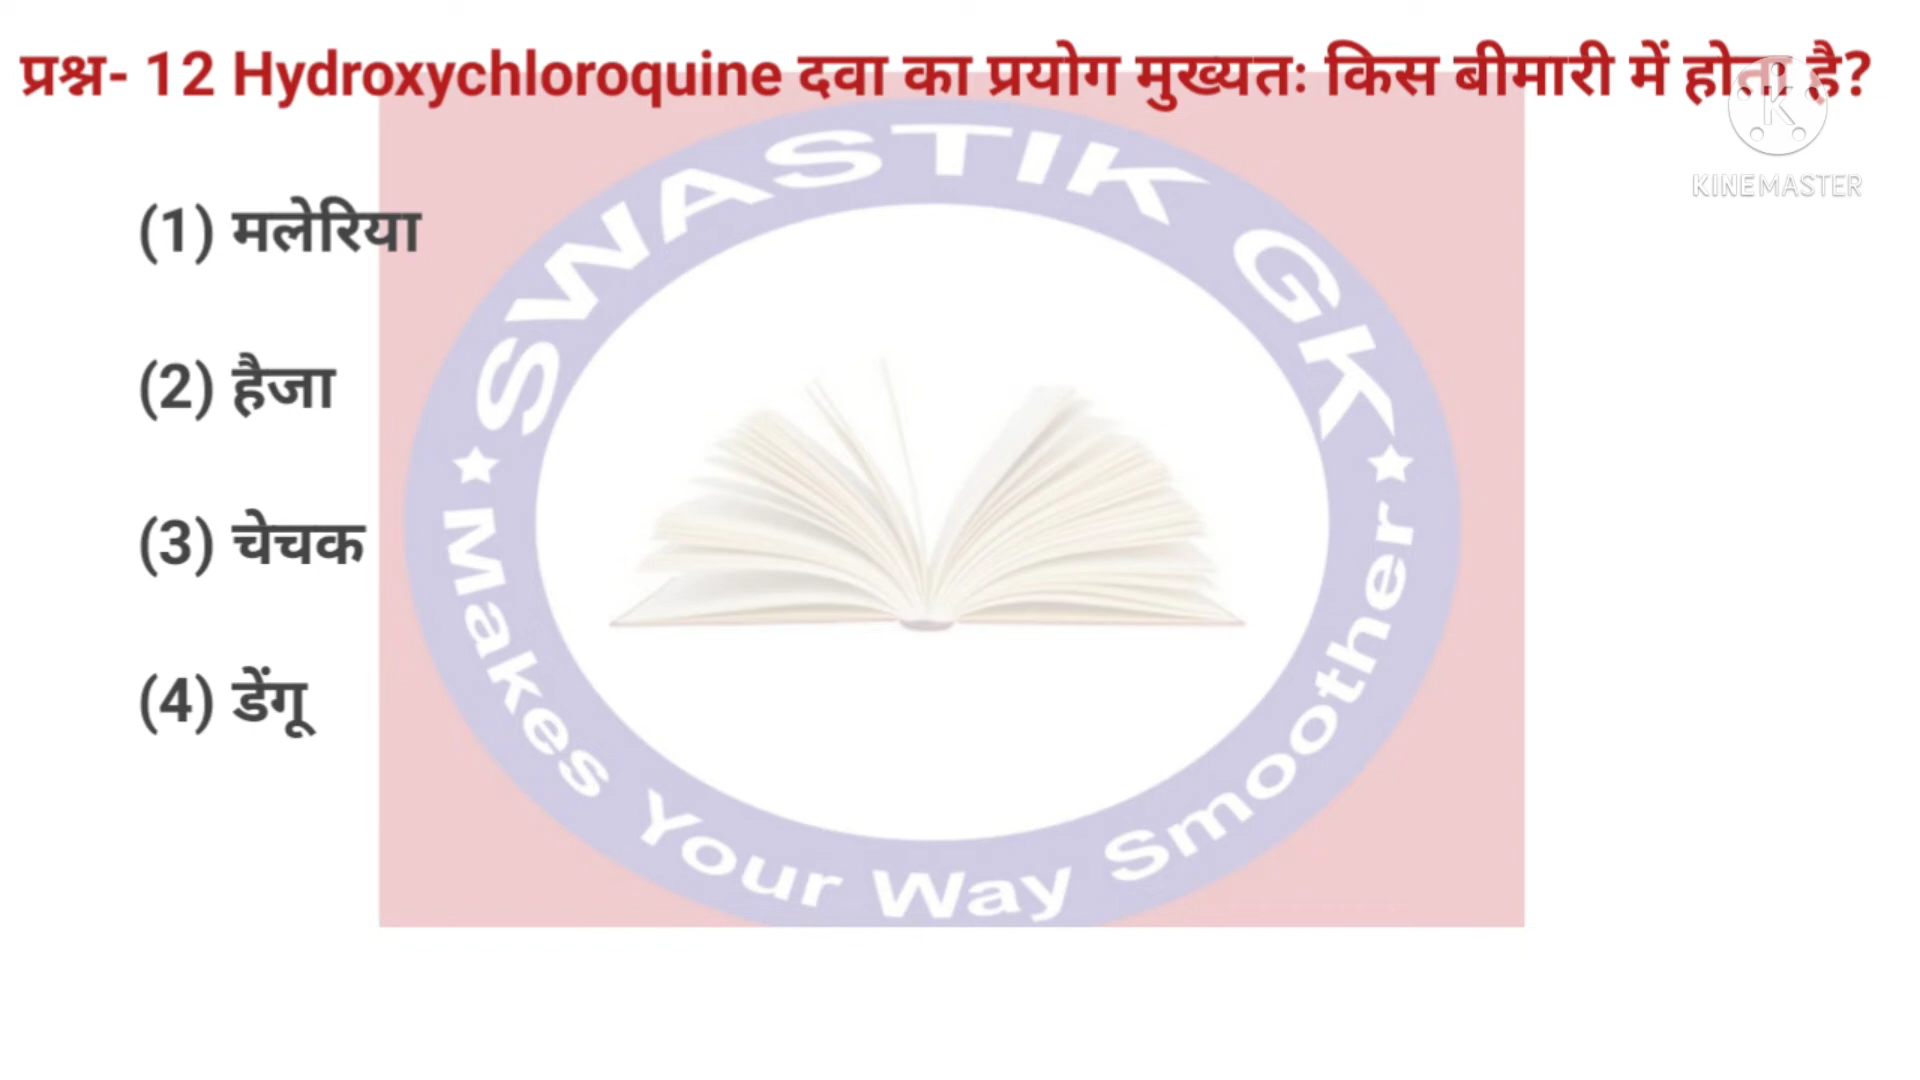 प्रश्न- 12 Hydroxychloroquine दवा का प्रयोग मुख्यतः किस बीमारी में होता है?
KINEMASTER
(1) मलेरिया
(2) हैजा
(3) चेचक
(4) डेंगू
SWASTIK GK
Makes Your Way Smoother